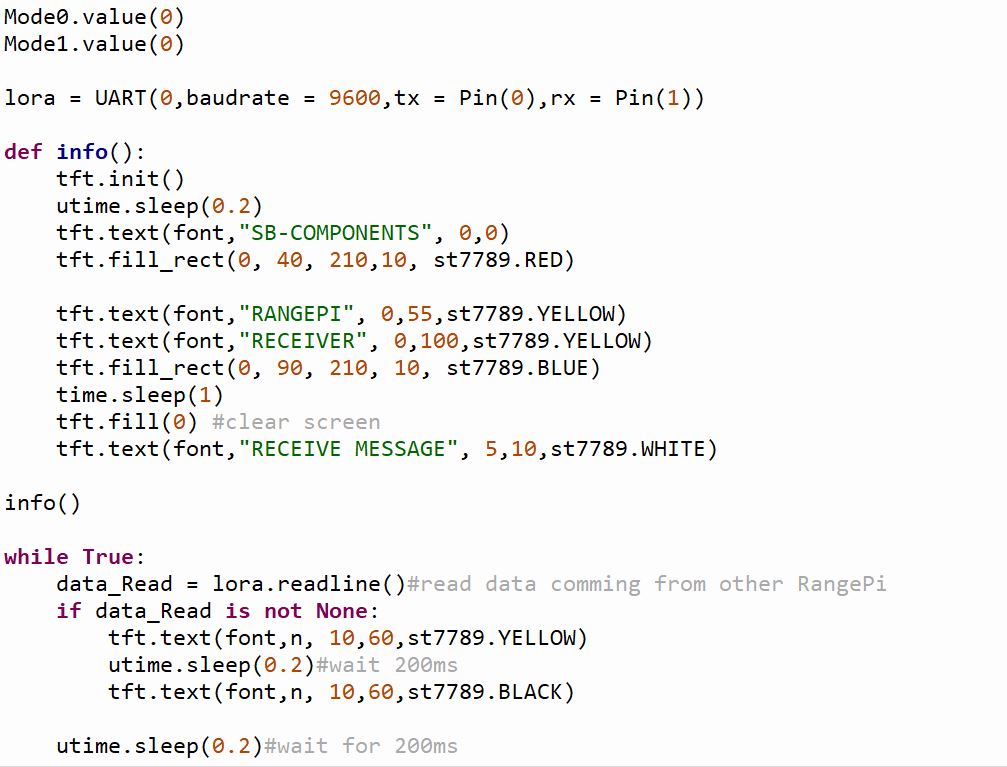 Mode0.value(0)
Mode1.value(0)
lora = UART(0,baudrate = 9600,tx = Pin(0),rx = Pin(1))
def info():
    tft.init()
    utime.sleep(0.2)
    tft.text(font,"SB-COMPONENTS", 0,0)
    tft.fill_rect(0, 40, 210,10, st7789.RED)
    tft.text(font,"RANGEPI", 0,55,st7789.YELLOW)
    tft.text(font,"RECEIVER", 0,100,st7789.YELLOW)
    tft.fill_rect(0, 90, 210, 10, st7789.BLUE)
    time.sleep(1)
    tft.fill(0) #clear screen
    tft.text(font,"RECEIVE MESSAGE", 5,10,st7789.WHITE)
info()
while True:
    data_Read = lora.readline()#read data comming from other RangePi
    if data_Read is not None:
        tft.text(font,n, 10,60,st7789.YELLOW)
        utime.sleep(0.2)#wait 200ms
        tft.text(font,n, 10,60,st7789.BLACK)
    utime.sleep(0.2)#wait for 200ms